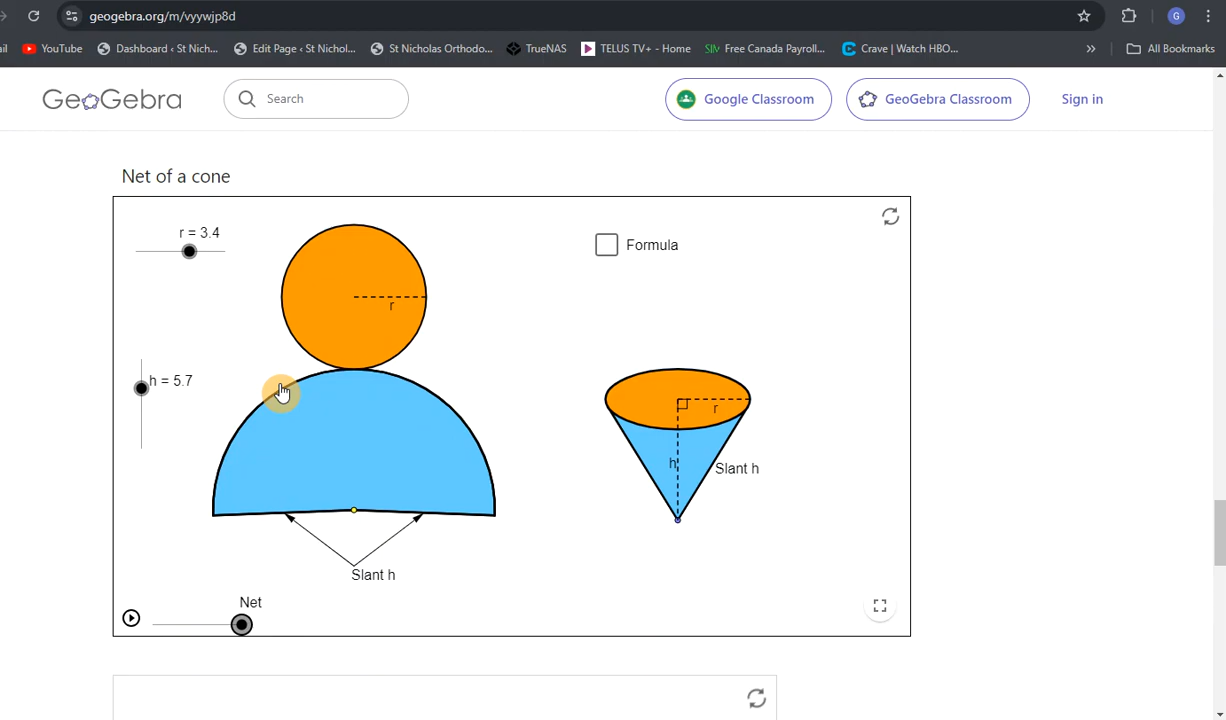 geogebra.org/m/vyywjp8d
ail YouTube Dashboard ‹ St Nich... Edit Page ‹ St Nichol... St Nicholas Orthodo... TrueNAS TELUS TV+ - Home Free Canada Payroll... Crave | Watch HBO... » All Bookmarks
GeoGebra Search Google Classroom GeoGebra Classroom Sign in
G
Net of a cone
r = 3.4
Formula
r
h = 5.7
r
h
Slant h
Slant h
Net